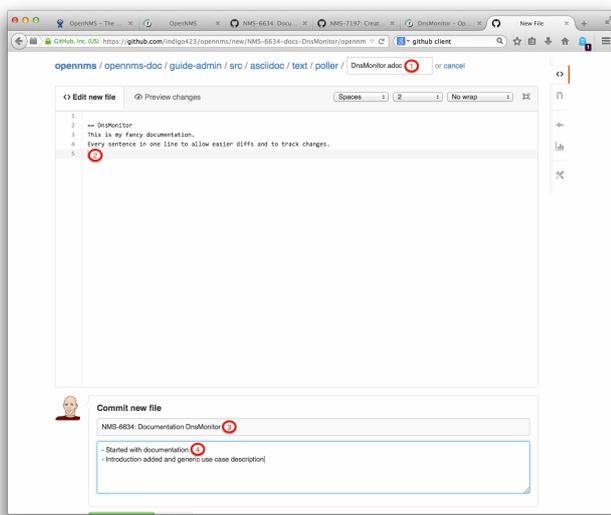 OpenNMS – The ...
OpenNMS
NMS-6634: Docu...
NMS-7197: Creat...
OnsMonitor – Op...
New File
GitHub, Inc. (US) https://github.com/indigo423/opennms/new/NMS-6634-docs-DnsMonitor/opennm
github client
opennms / opennms-doc / guide-admin / src / asciidoc / text / poller / DnsMonitor.adoc 1 or cancel
<> Edit new file Preview changes Spaces 2 No wrap
1
2 == DnsMonitor
3 This is my fancy documentation.
4 Every sentence in one line to allow easier diffs and to track changes.
5 2
Commit new file
NMS-6634: Documentation DnsMonitor 3
- Started with documentation 4
- Introduction added and generic use case description